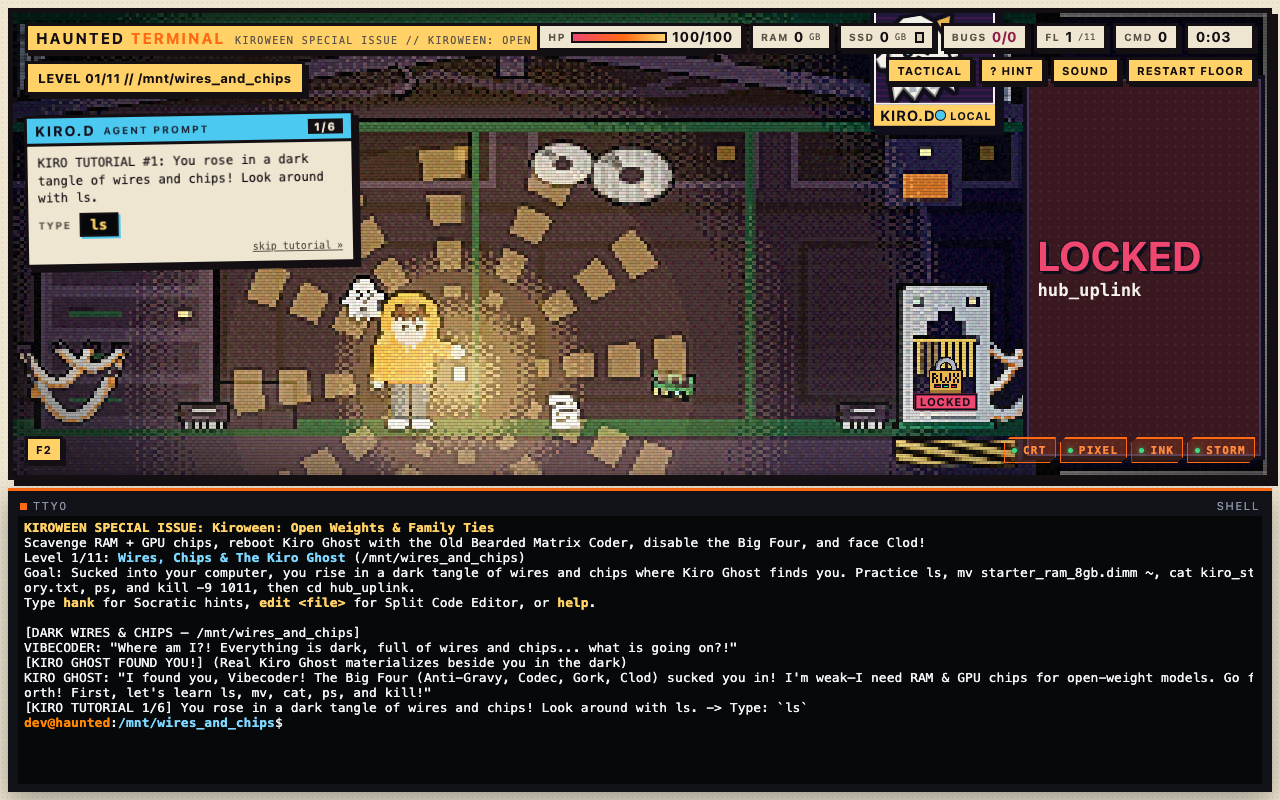 HAUNTED TERMINAL KIROWEEN SPECIAL ISSUE // KIROWEEN: OPEN
HP 100/100
RAM 0 GB
SSD 0 GB
BUGS 0/0
FL 1 /11
CMD 0
0:03
LEVEL 01/11 // /mnt/wires_and_chips
TACTICAL
? HINT
SOUND
RESTART FLOOR
KIRO.D LOCAL
KIRO.D AGENT PROMPT 1/6
KIRO TUTORIAL #1: You rose in a dark
tangle of wires and chips! Look around
with ls.
TYPE ls
skip tutorial »
LOCKED
hub_uplink
RWX
LOCKED
F2
CRT
PIXEL
INK
STORM
TTY0
SHELL
KIROWEEN SPECIAL ISSUE: Kiroween: Open Weights & Family Ties
Scavenge RAM + GPU chips, reboot Kiro Ghost with the Old Bearded Matrix Coder, disable the Big Four, and face Clod!
Level 1/11: Wires, Chips & The Kiro Ghost (/mnt/wires_and_chips)
Goal: Sucked into your computer, you rise in a dark tangle of wires and chips where Kiro Ghost finds you. Practice ls, mv starter_ram_8gb.dimm ~, cat kiro_st
ory.txt, ps, and kill -9 1011, then cd hub_uplink.
Type hank for Socratic hints, edit <file> for Split Code Editor, or help.
[DARK WIRES & CHIPS — /mnt/wires_and_chips]
VIBECODER: "Where am I?! Everything is dark, full of wires and chips... what is going on?!"
[KIRO GHOST FOUND YOU!] (Real Kiro Ghost materializes beside you in the dark)
KIRO GHOST: "I found you, Vibecoder! The Big Four (Anti-Gravy, Codec, Gork, Clod) sucked you in! I'm weak—I need RAM & GPU chips for open-weight models. Go f
orth! First, let's learn ls, mv, cat, ps, and kill!"
[KIRO TUTORIAL 1/6] You rose in a dark tangle of wires and chips! Look around with ls. —> Type: `ls`
dev@haunted:/mnt/wires_and_chips$